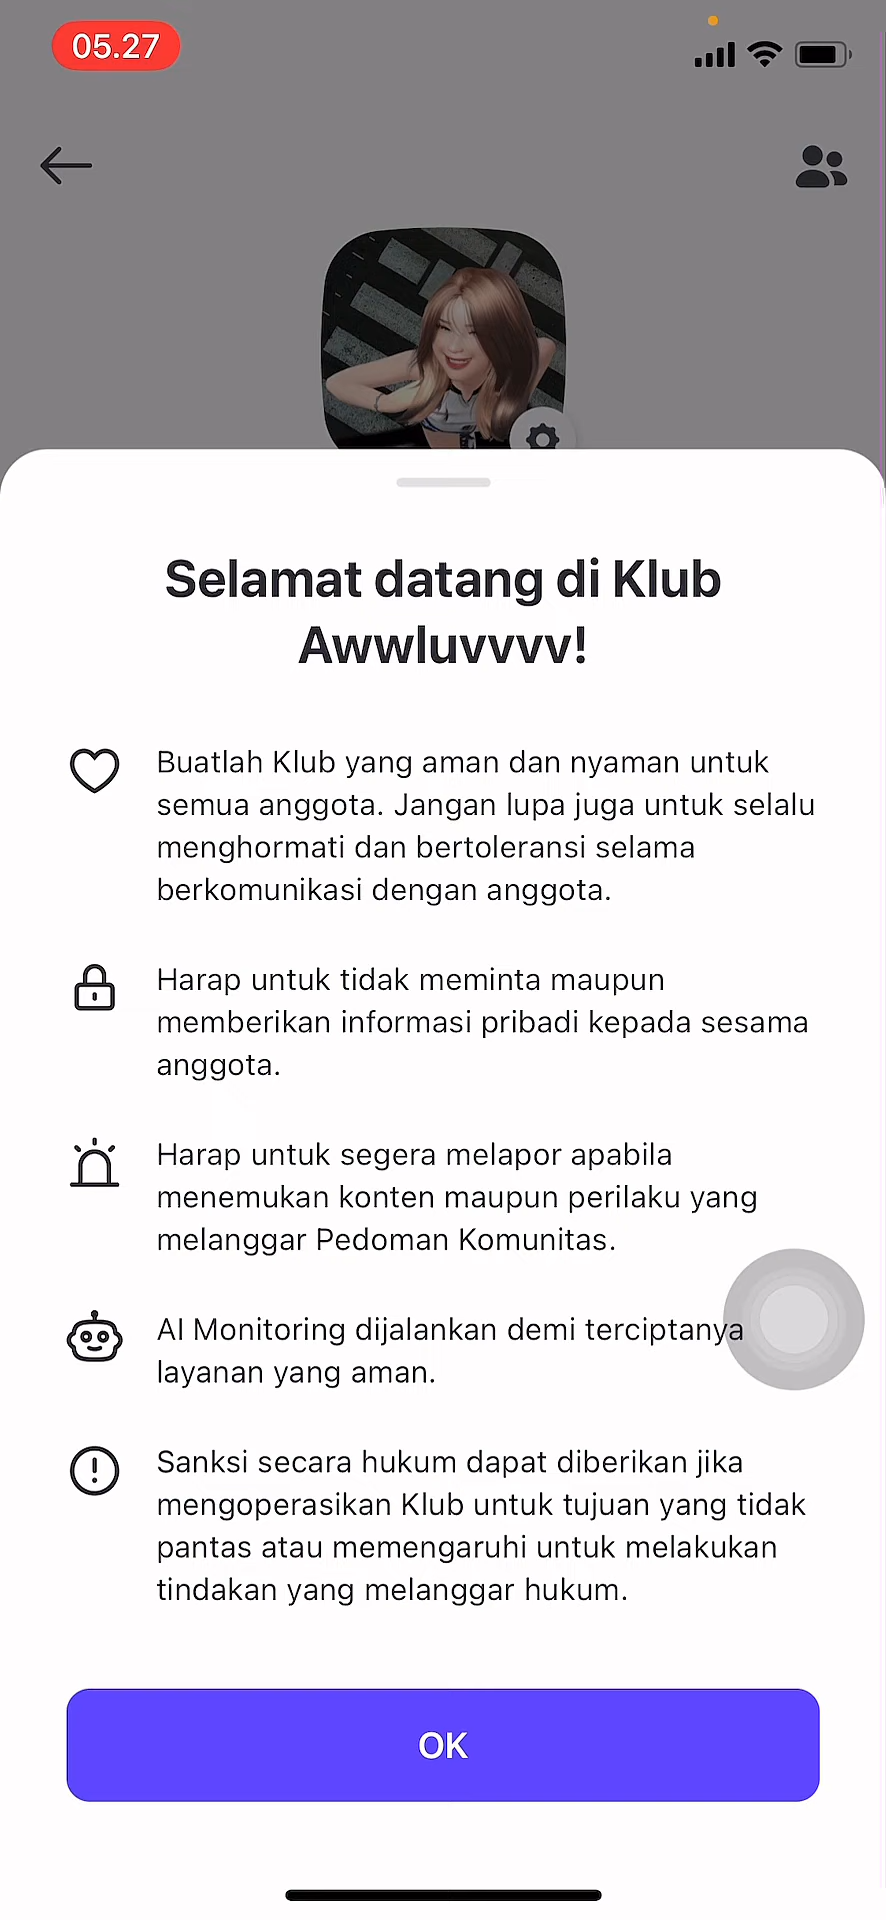 05.27
Selamat datang di Klub
Awwluvvvv!
Buatlah Klub yang aman dan nyaman untuk
semua anggota. Jangan lupa juga untuk selalu
menghormati dan bertoleransi selama
berkomunikasi dengan anggota.
Harap untuk tidak meminta maupun
memberikan informasi pribadi kepada sesama
anggota.
Harap untuk segera melapor apabila
menemukan konten maupun perilaku yang
melanggar Pedoman Komunitas.
AI Monitoring dijalankan demi terciptanya
layanan yang aman.
Sanksi secara hukum dapat diberikan jika
mengoperasikan Klub untuk tujuan yang tidak
pantas atau memengaruhi untuk melakukan
tindakan yang melanggar hukum.
OK